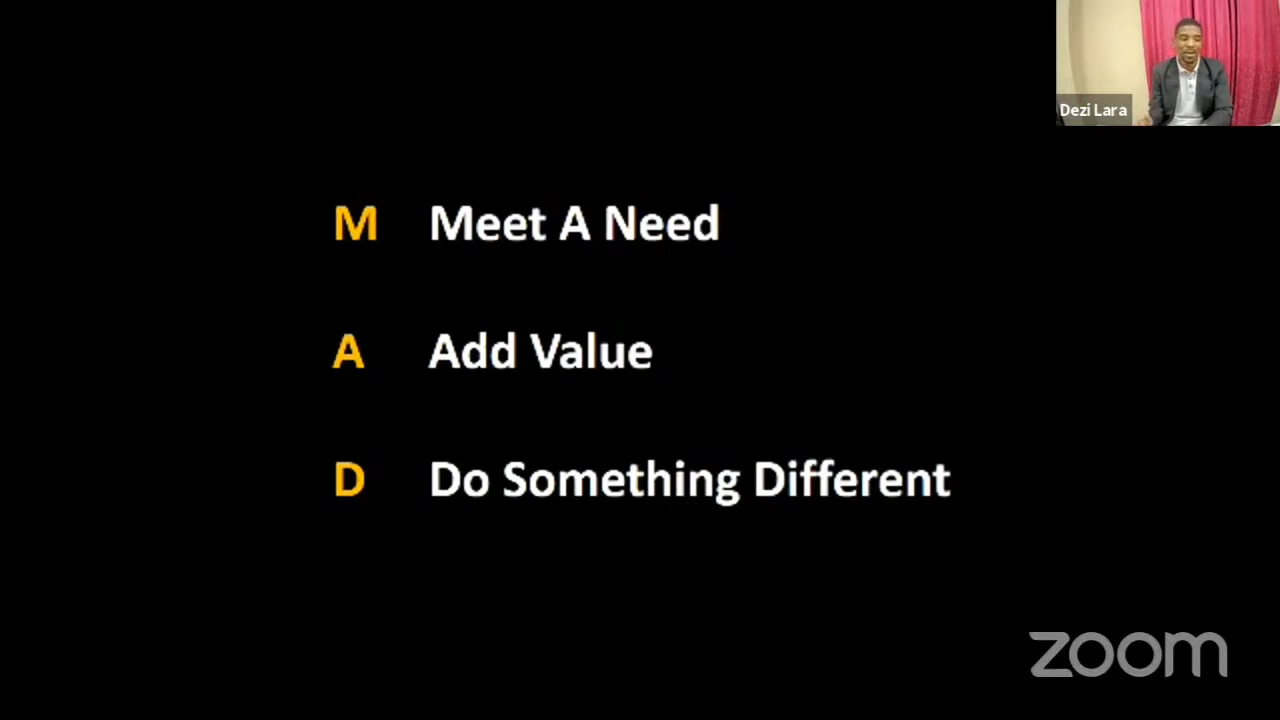 Dezi Lara
M Meet A Need
A Add Value
D Do Something Different
zoom